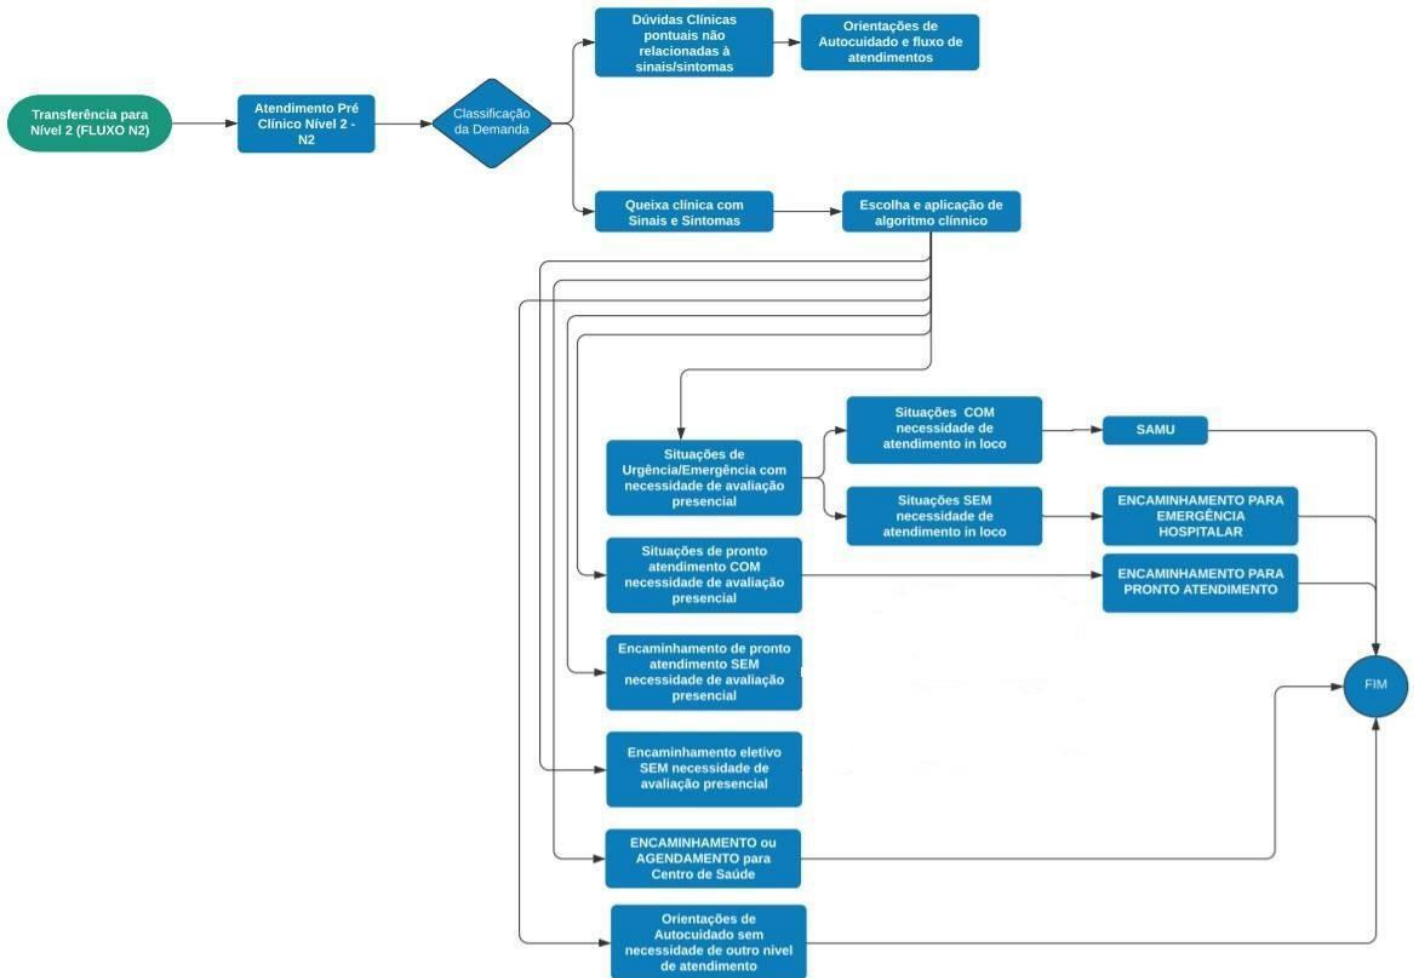 Transferência para
Nível 2 (FLUXO N2)
Atendimento Pré
Clínico Nível 2 -
N2
Classificação
da Demanda
Dúvidas Clínicas
pontuais não
relacionadas à
sinais/sintomas
Orientações de
Autocuidado e fluxo de
atendimentos
Queixa clínica com
Sinais e Sintomas
Escolha e aplicação de
algoritmo clínnico
Situações de
Urgência/Emergência com
necessidade de avaliação
presencial
Situações COM
necessidade de
atendimento in loco
SAMU
Situações SEM
necessidade de
atendimento in loco
ENCAMINHAMENTO PARA
EMERGÊNCIA
HOSPITALAR
Situações de pronto
atendimento COM
necessidade de avaliação
presencial
ENCAMINHAMENTO PARA
PRONTO ATENDIMENTO
Encaminhamento de pronto
atendimento SEM
necessidade de avaliação
presencial
FIM
Encaminhamento eletivo
SEM necessidade de
avaliação presencial
ENCAMINHAMENTO ou
AGENDAMENTO para
Centro de Saúde
Orientações de
Autocuidado sem
necessidade de outro nivel
de atendimento